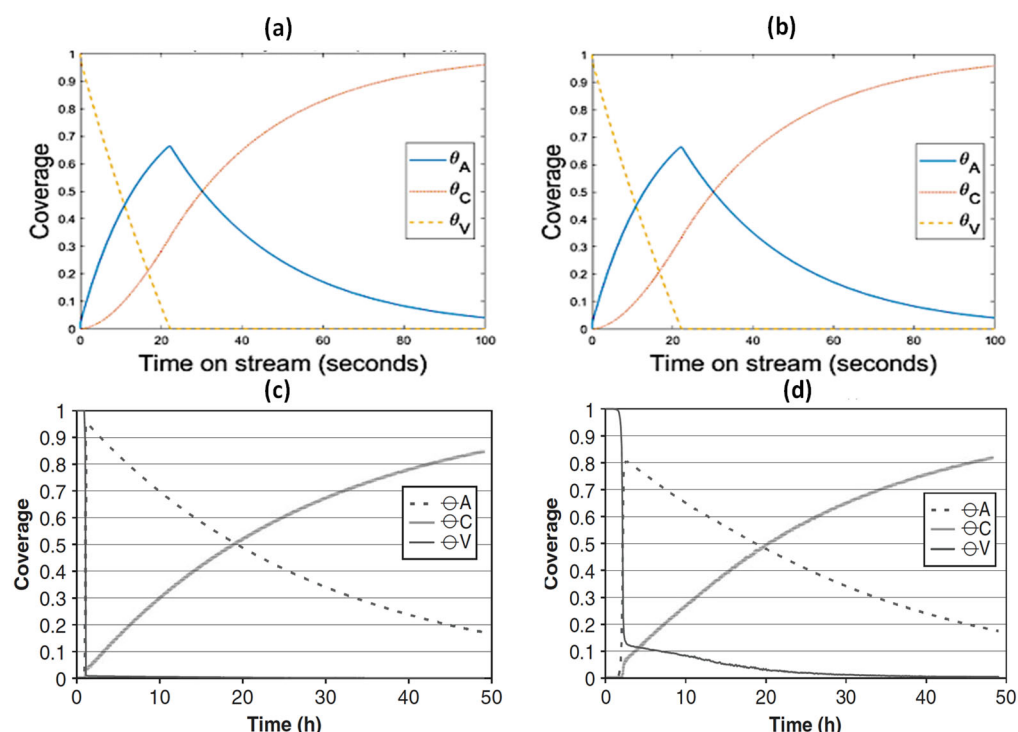 (a)
1
0.9
0.8
0.7
0.6
0.5
0.4
0.3
0.2
0.1
0
Coverage
θA
θC
θV
0 20 40 60 80 100
Time on stream (seconds)
(b)
1
0.9
0.8
0.7
0.6
0.5
0.4
0.3
0.2
0.1
0
Coverage
θA
θC
θV
0 20 40 60 80 100
Time on stream (seconds)
(c)
1
0.9
0.8
0.7
0.6
0.5
0.4
0.3
0.2
0.1
0
Coverage
ΘA
ΘC
ΘV
0 10 20 30 40 50
Time (h)
(d)
1
0.9
0.8
0.7
0.6
0.5
0.4
0.3
0.2
0.1
0
Coverage
ΘA
ΘC
ΘV
0 10 20 30 40 50
Time (h)